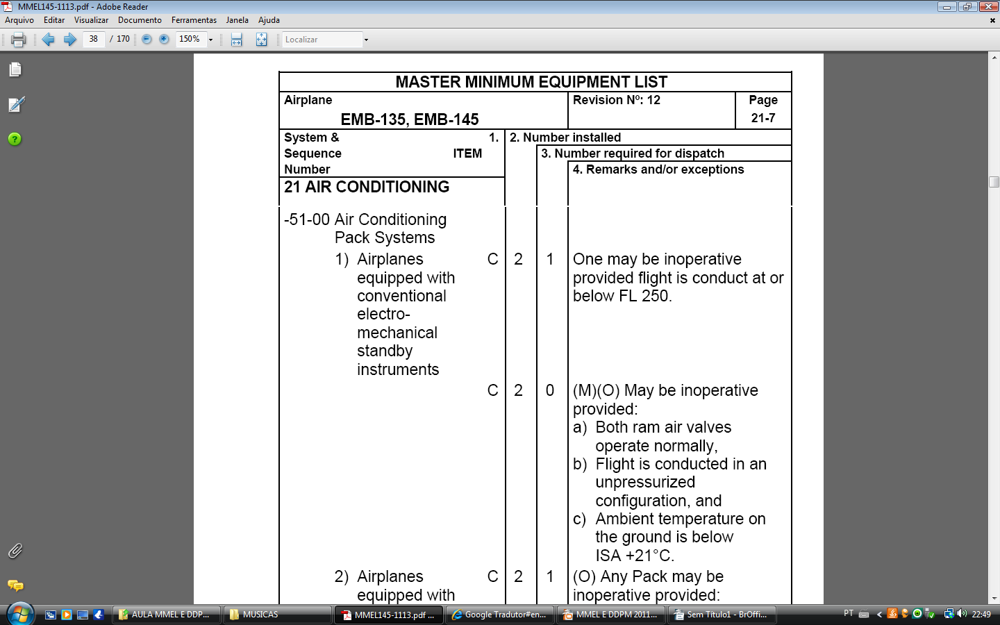 MMEL145-1113.pdf - Adobe Reader
Arquivo Editar Visualizar Documento Ferramentas Janela Ajuda
38 / 170 150% Localizar
MASTER MINIMUM EQUIPMENT LIST
Airplane Revision Nº: 12 Page
EMB-135, EMB-145 21-7
System & 1. 2. Number installed
Sequence ITEM 3. Number required for dispatch
Number 4. Remarks and/or exceptions
21 AIR CONDITIONING
-51-00 Air Conditioning
Pack Systems
1) Airplanes C 2 1 One may be inoperative
equipped with provided flight is conduct at or
conventional below FL 250.
electro-
mechanical
standby
instruments
C 2 0 (M)(O) May be inoperative
provided:
a) Both ram air valves
operate normally,
b) Flight is conducted in an
unpressurized
configuration, and
c) Ambient temperature on
the ground is below
ISA +21°C.
2) Airplanes C 2 1 (O) Any Pack may be
equipped with inoperative provided:
AULA MMEL E DDP... MUSICAS MMEL145-1113.pdf ... Google Tradutor#en... MMEL E DDPM 2011... Sem Título1 - BrOffi... PT 22:49